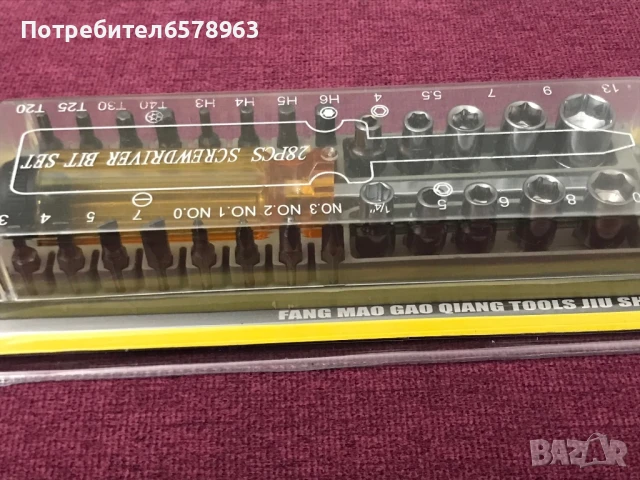 Потребител6578963
T20 T25 T30 T40 H3 H4 H5 H6 4 5.5 7 9 13
28PCS SCREWDRIVER BIT SET
3 4 5 7 NO.0 NO.1 NO.2 NO.3 1/4" 5 6 8
FANG MAO GAO QIANG TOOLS JIU
BAZAR